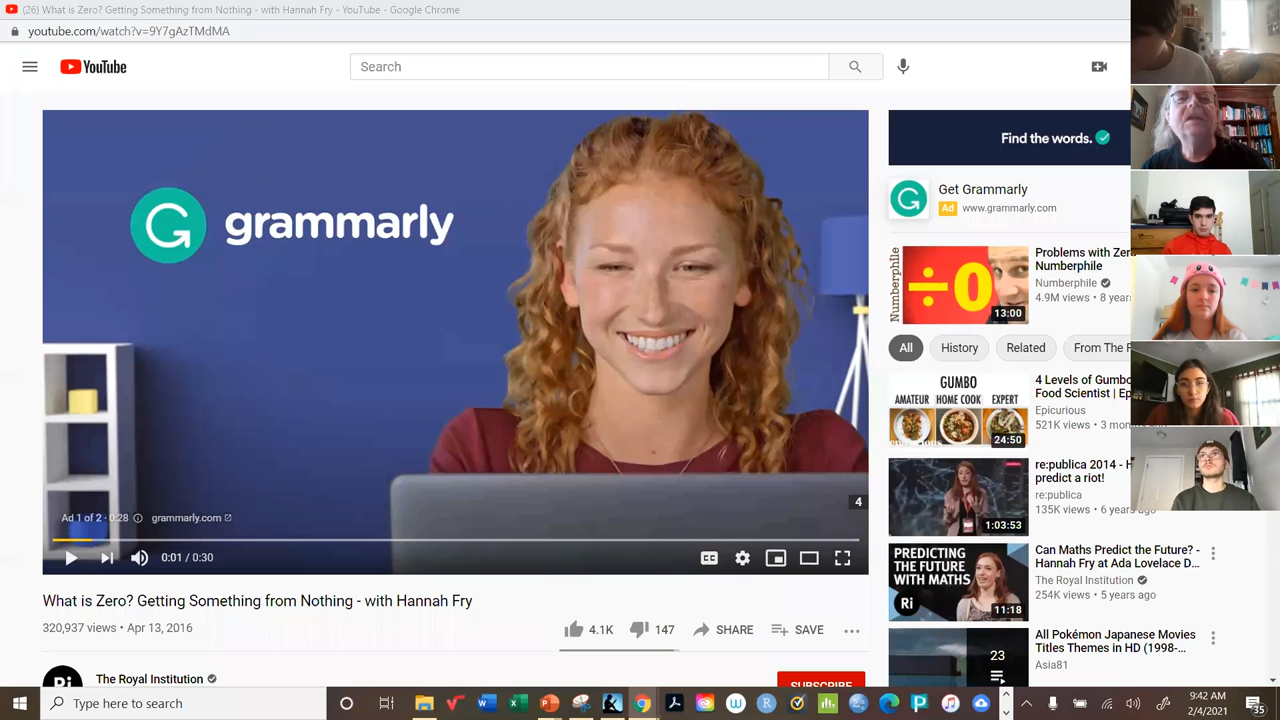 (26) What is Zero? Getting Something from Nothing - with Hannah Fry - YouTube - Google Chrome
youtube.com/watch?v=9Y7gAzTMdMA
YouTube
Search
grammarly
Ad 1 of 2 · 0:28
grammarly.com
4
0:01 / 0:30
CC
What is Zero? Getting Something from Nothing - with Hannah Fry
320,937 views • Apr 13, 2016
4.1K
147
SHARE
SAVE
Ri
The Royal Institution
SUBSCRIBE
Find the words.
Get Grammarly
Ad www.grammarly.com
Numberphile
÷0
13:00
Problems with Zer
Numberphile
Numberphile
4.9M views • 8 years
All
History
Related
From The
GUMBO
AMATEUR HOME COOK EXPERT
24:50
4 Levels of Gumbo
Food Scientist | Ep
Epicurious
521K views • 3 months
1:03:53
re:publica 2014 - H
predict a riot!
re:publica
135K views • 6 years ago
PREDICTING
THE FUTURE
WITH MATHS
Ri
11:18
Can Maths Predict the Future? -
Hannah Fry at Ada Lovelace D...
The Royal Institution
254K views • 5 years ago
23
All Pokémon Japanese Movies
Titles Themes in HD (1998-...
Asia81
Type here to search
9:42 AM
2/4/2021
35